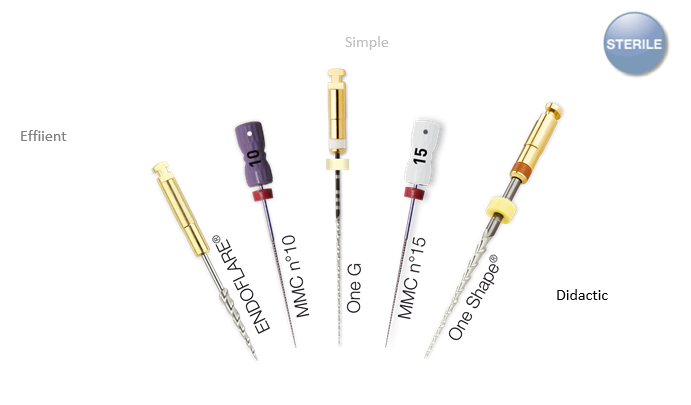 Simple
STERILE
Effiient
10
15
ENDOFLARE®
MMC n°10
One G
MMC n°15
One Shape®
Didactic